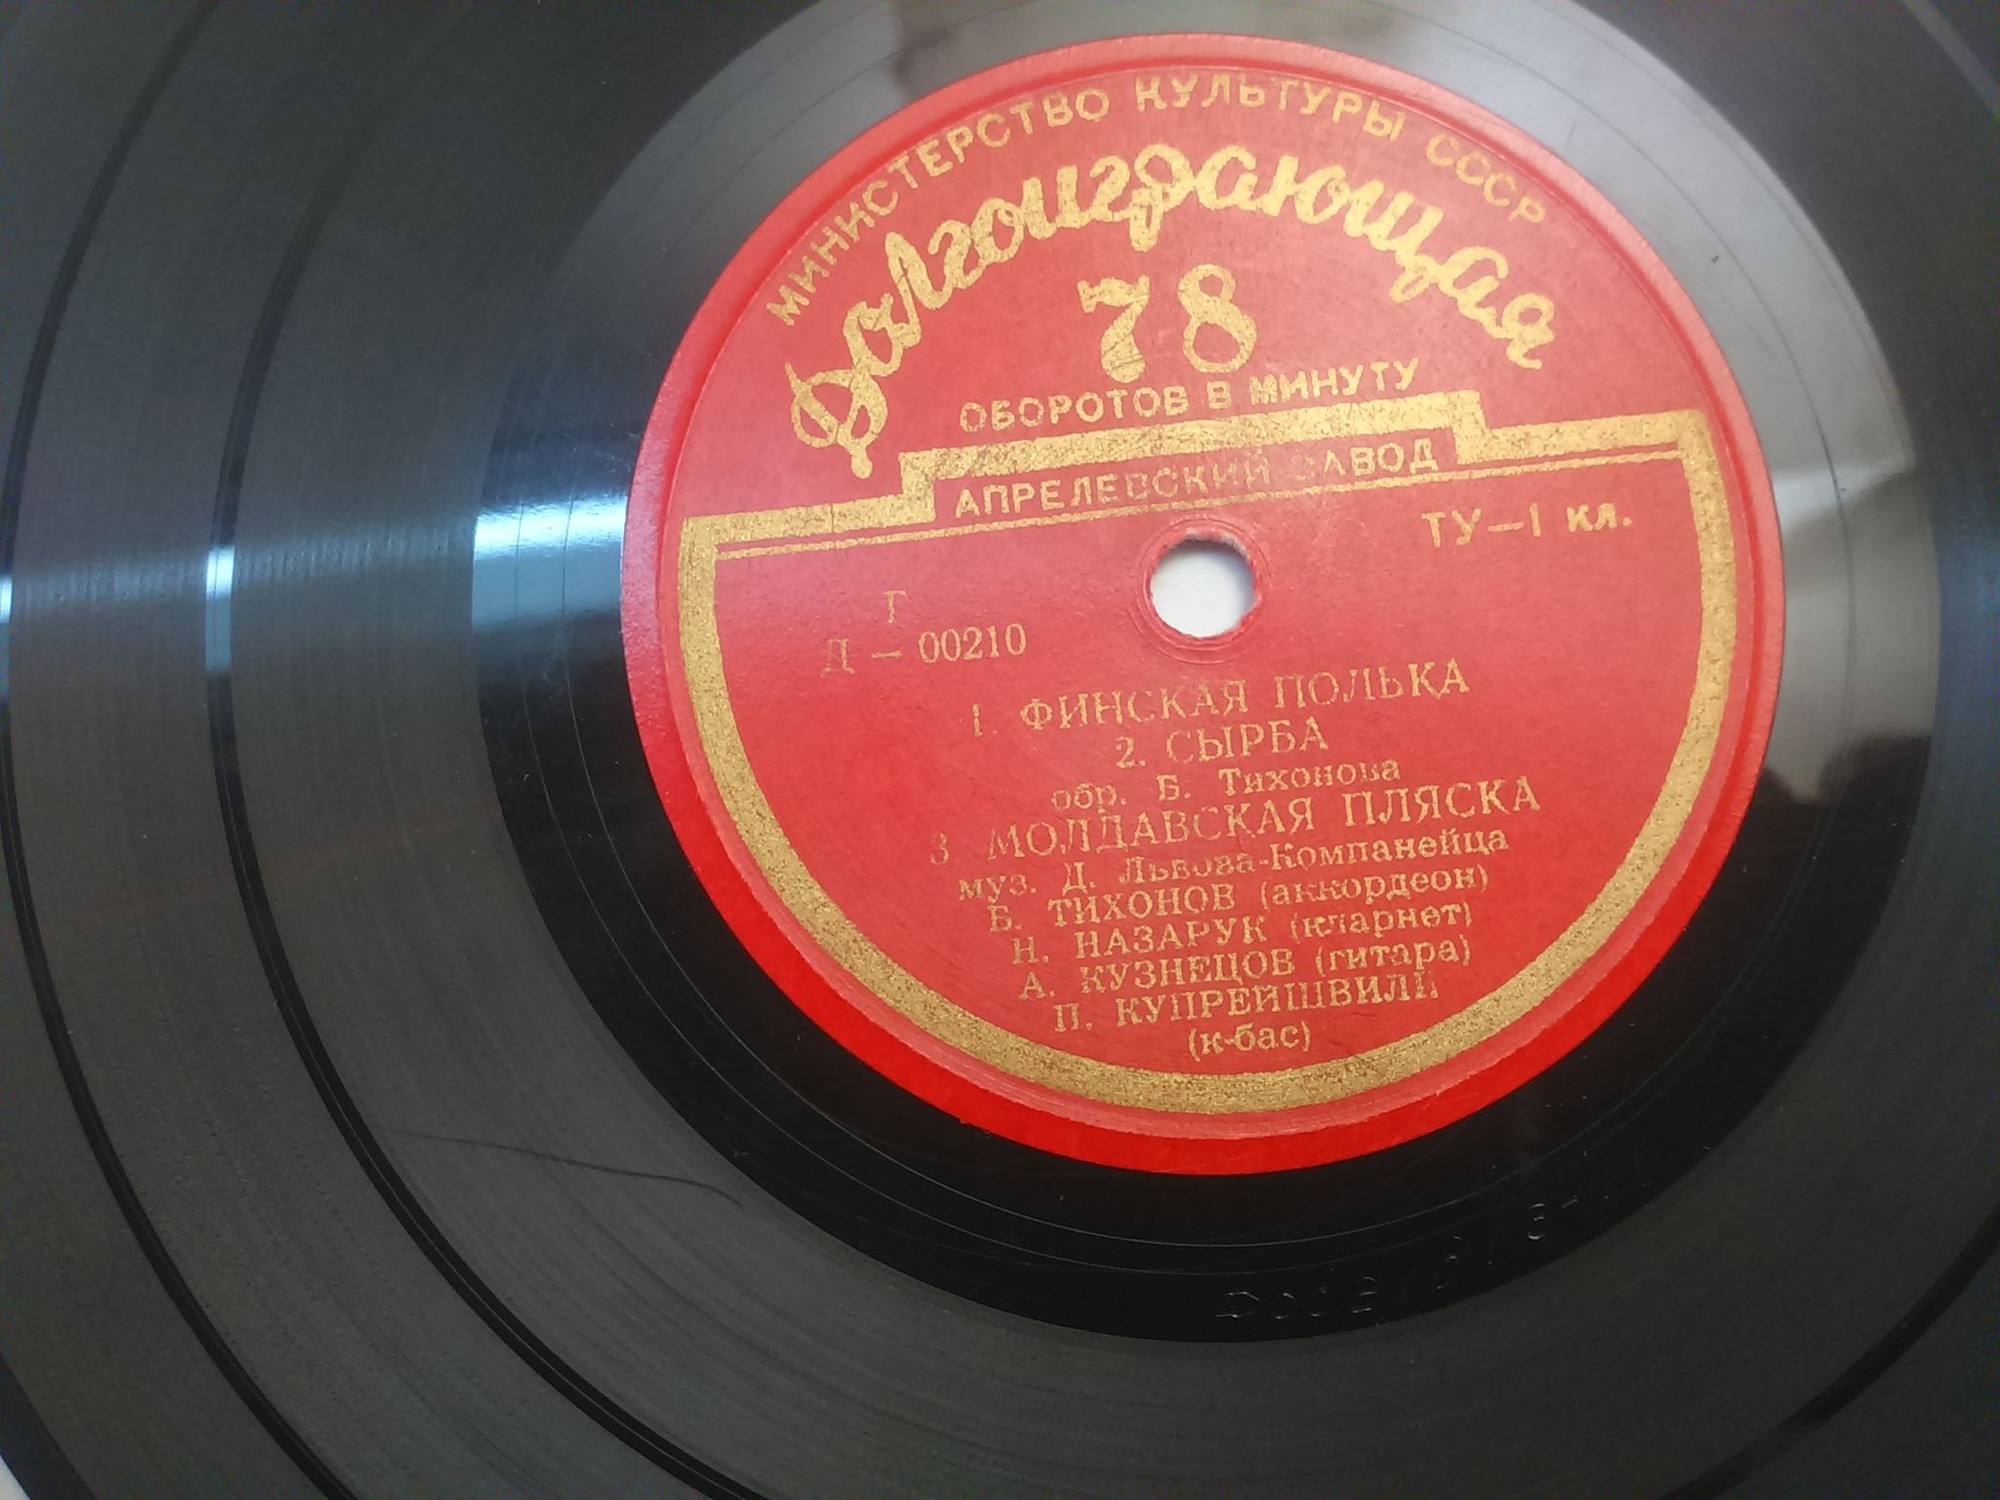 МИНИСТЕРСТВО КУЛЬТУРЫ СССР
Долгоиграющая
78
ОБОРОТОВ В МИНУТУ
АПРЕЛЕВСКИЙ ЗАВОД
ТУ-1 кл.
Г
Д - 00210
1. ФИНСКАЯ ПОЛЬКА
2. СЫРБА
обр. Б. Тихонова
3 МОЛДАВСКАЯ ПЛЯСКА
муз. Д. Львова-Компанейца
Б. ТИХОНОВ (аккордеон)
Н. НАЗАРУК (кларнет)
А. КУЗНЕЦОВ (гитара)
П. КУПРЕЙШВИЛИ
(к-бас)